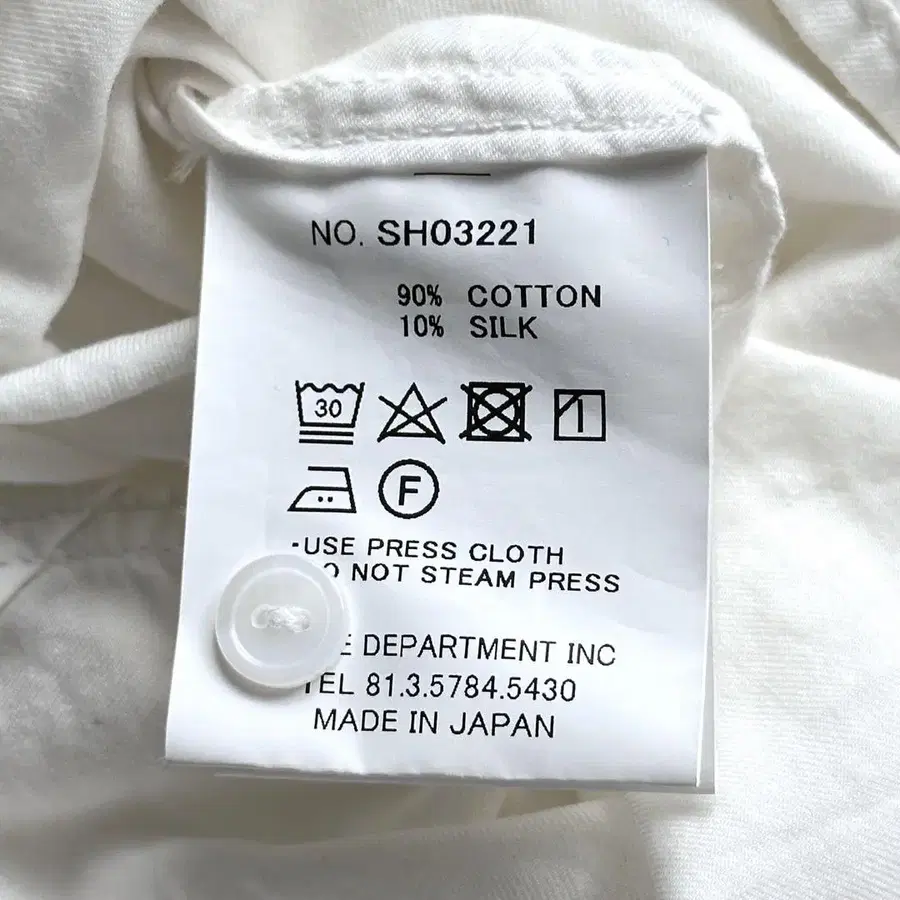 NO. SH03221
90% COTTON
10% SILK
30
F
-USE PRESS CLOTH
NOT STEAM PRESS
DEPARTMENT INC
TEL 81.3.5784.5430
MADE IN JAPAN